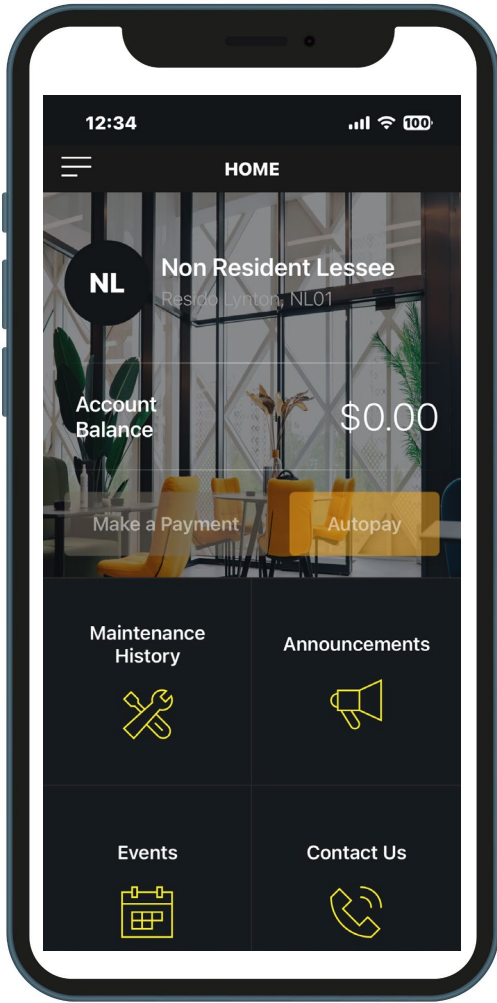 12:34
100
HOME
NL
Non Resident Lessee
Resido Lynton, NL01
Account
Balance
$0.00
Make a Payment
Autopay
Maintenance
History
Announcements
Events
Contact Us